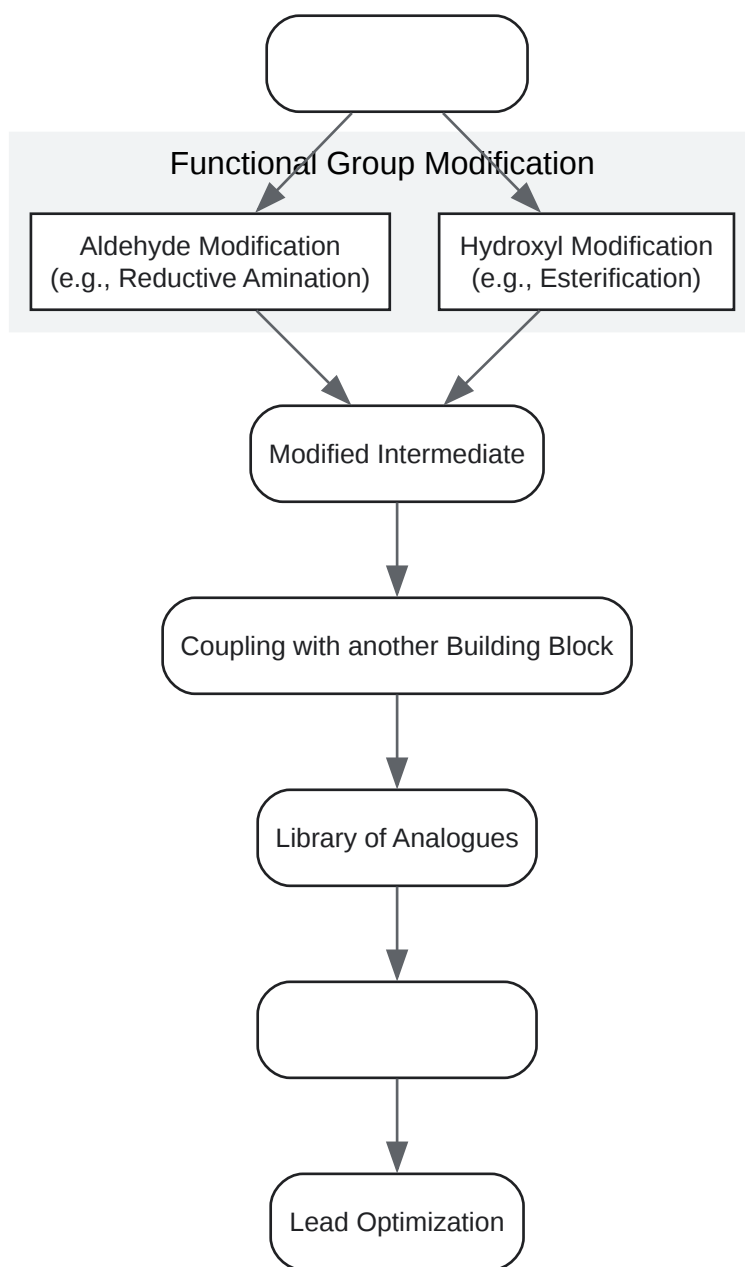 Functional Group Modification
Aldehyde Modification
(e.g., Reductive Amination)
Hydroxyl Modification
(e.g., Esterification)
Modified Intermediate
Coupling with another Building Block
Library of Analogues
Lead Optimization